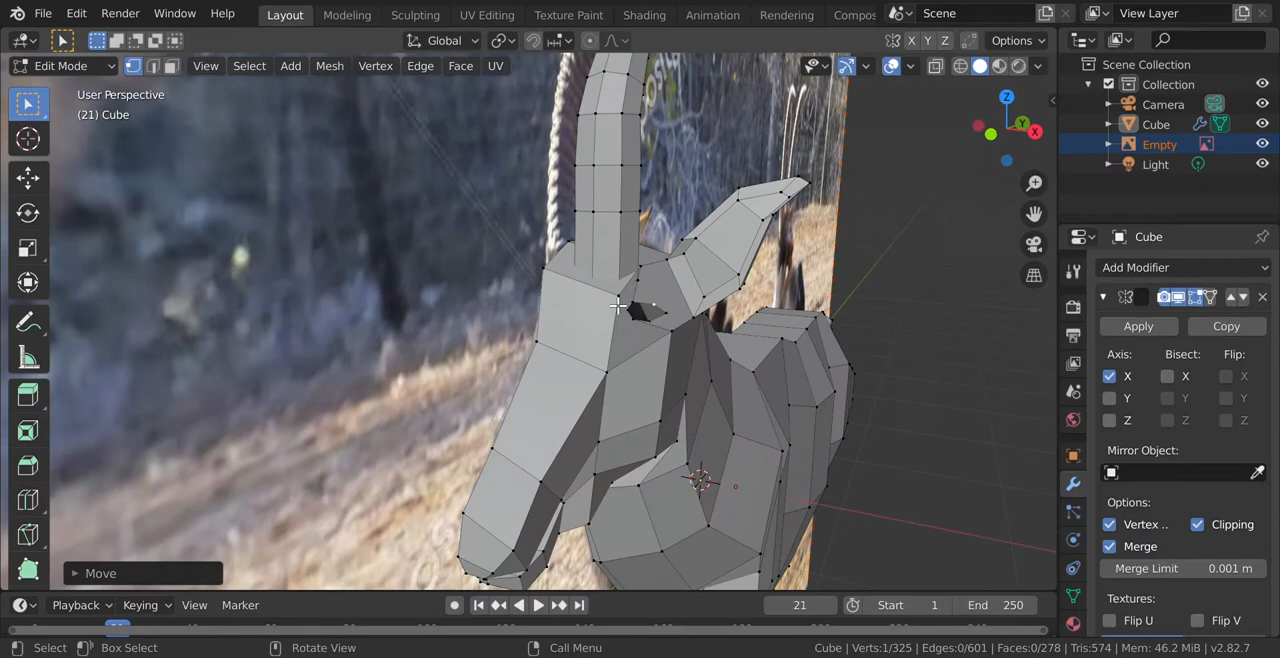 File Edit Render Window Help Layout Modeling Sculpting UV Editing Texture Paint Shading Animation Rendering Compos Scene View Layer
Global X Y Z Options
Edit Mode View Select Add Mesh Vertex Edge Face UV
User Perspective
(21) Cube
Z
Y
X
Move
Scene Collection
Collection
Camera
Cube
Empty
Light
Cube
Add Modifier
Apply Copy
Axis: Bisect: Flip:
X X X
Y Y Y
Z Z Z
Mirror Object:
Options:
Vertex .. Clipping
Merge
Merge Limit 0.001 m
Textures:
Flip U Flip V
Playback Keying View Marker 21 Start 1 End 250
Select Box Select Rotate View Call Menu Cube | Verts:1/325 | Edges:0/601 | Faces:0/278 | Tris:574 | Mem: 46.2 MiB | v2.82.7